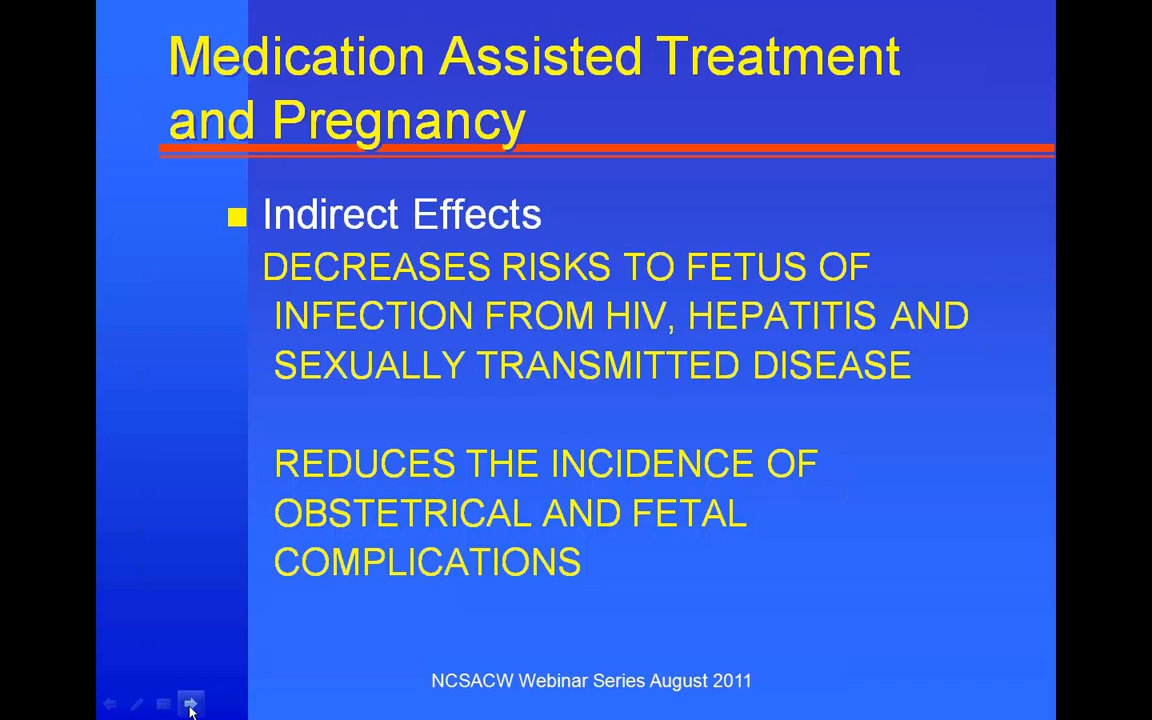 Medication Assisted Treatment
and Pregnancy
Indirect Effects
DECREASES RISKS TO FETUS OF
INFECTION FROM HIV, HEPATITIS AND
SEXUALLY TRANSMITTED DISEASE
REDUCES THE INCIDENCE OF
OBSTETRICAL AND FETAL
COMPLICATIONS
NCSACW Webinar Series August 2011